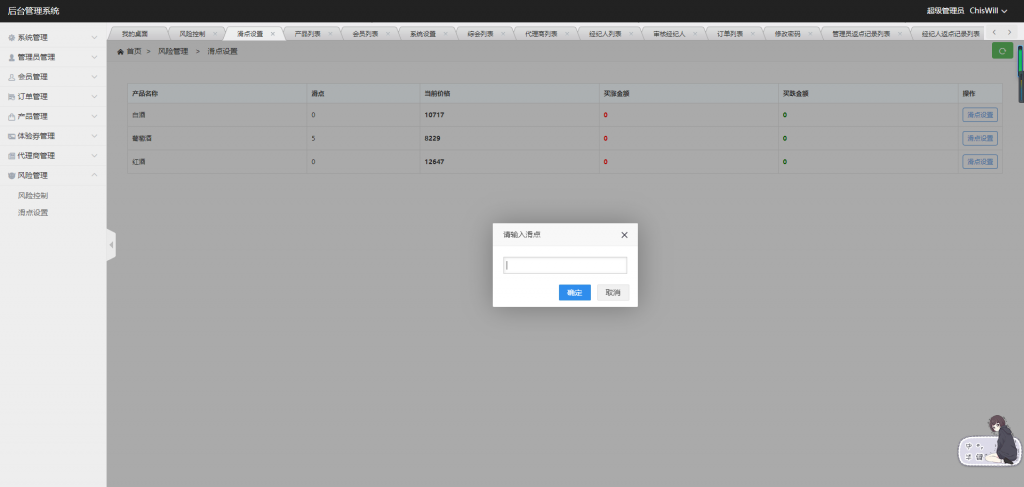 后台管理系统
超级管理员 ChisWill
系统管理
管理员管理
会员管理
订单管理
产品管理
体验券管理
代理商管理
风险管理
风险控制
滑点设置
我的桌面 风险控制 滑点设置 产品列表 会员列表 系统设置 综合列表 代理商列表 经纪人列表 审核经纪人 订单列表 修改密码 管理员返点记录列表 经纪人返点记录列表
首页 > 风险管理 > 滑点设置
产品名称 滑点 当前价格 买涨金额 买跌金额 操作
白酒 0 10717 0 0 滑点设置
葡萄酒 5 8229 0 0 滑点设置
红酒 0 12647 0 0 滑点设置
请输入滑点
确定 取消